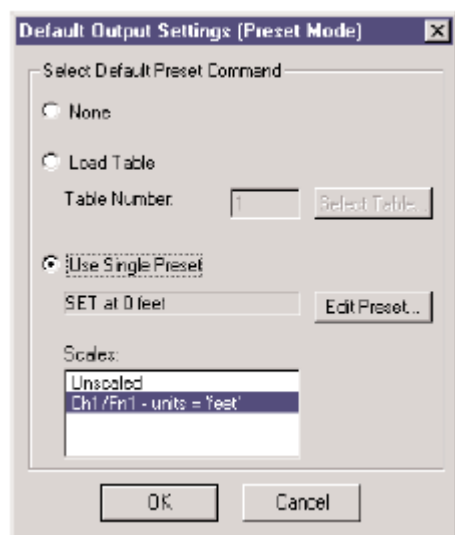 Default Output Settings (Preset Mode)
Select Default Preset Command
None
Load Table
Table Number:
1
Select Table...
Use Single Preset
SET at 0 feet
Edit Preset...
Scales:
Unscaled
Ch1/Fn1 - units = 'feet'
OK
Cancel